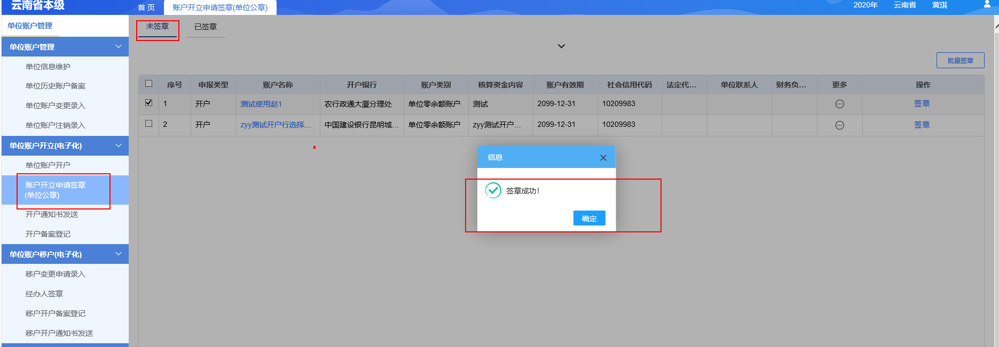 云南省本级
首 页
账户开立申请签章(单位公章)
2020年
云南省
黄琪
单位账户管理
单位账户管理
单位信息维护
单位历史账户备案
单位账户变更录入
单位账户注销录入
单位账户开立(电子化)
单位账户开户
账户开立申请签章
(单位公章)
开户通知书发送
开户备案登记
单位账户移户(电子化)
移户变更申请录入
经办人签章
移户开户备案登记
移户开户通知书发送
未签章
已签章
批量签章
序号 申报类型 账户名称 开户银行 账户类别 核算资金内容 账户有效期 社会信用代码 法定代... 单位联系人 财务负... 更多 操作
1 开户 测试使用赵1 农行政通大厦分理处 单位零余额账户 测试 2099-12-31 10209983 签章
2 开户 zyy测试开户行选择... 中国建设银行昆明城... 单位零余额账户 zyy测试开户... 2099-12-31 10209983 签章
信息
签章成功!
确定